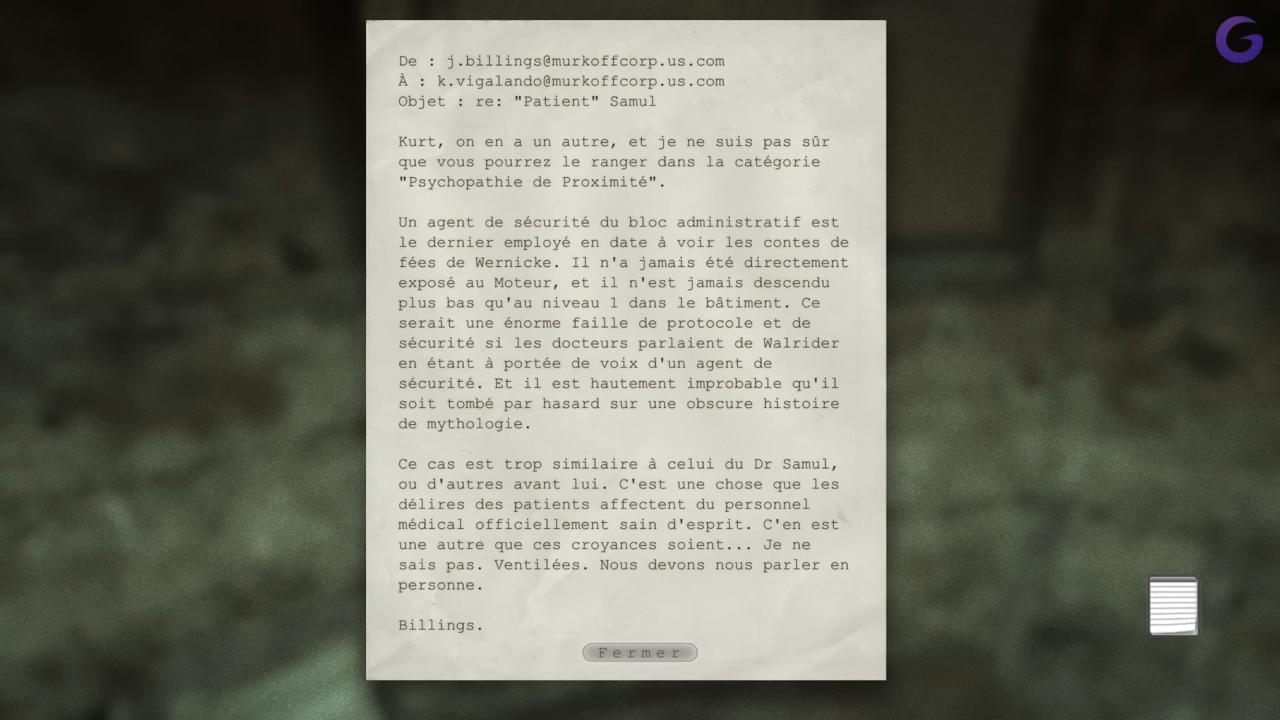 De : j.billings@murkoffcorp.us.com
À : k.vigalando@murkoffcorp.us.com
Objet : re: "Patient" Samul
Kurt, on en a un autre, et je ne suis pas sûr
que vous pourrez le ranger dans la catégorie
"Psychopathie de Proximité".
Un agent de sécurité du bloc administratif est
le dernier employé en date à voir les contes de
fées de Wernicke. Il n'a jamais été directement
exposé au Moteur, et il n'est jamais descendu
plus bas qu'au niveau 1 dans le bâtiment. Ce
serait une énorme faille de protocole et de
sécurité si les docteurs parlaient de Walrider
en étant à portée de voix d'un agent de
sécurité. Et il est hautement improbable qu'il
soit tombé par hasard sur une obscure histoire
de mythologie.
Ce cas est trop similaire à celui du Dr Samul,
ou d'autres avant lui. C'est une chose que les
délires des patients affectent du personnel
médical officiellement sain d'esprit. C'en est
une autre que ces croyances soient... Je ne
sais pas. Ventilées. Nous devons nous parler en
personne.
Billings.
Fermer